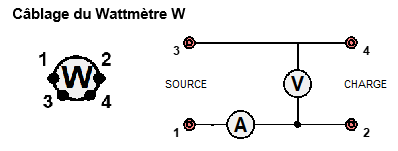 Câblage du Wattmètre W
1 2
W
3 4
3 4
SOURCE V CHARGE
1 A 2